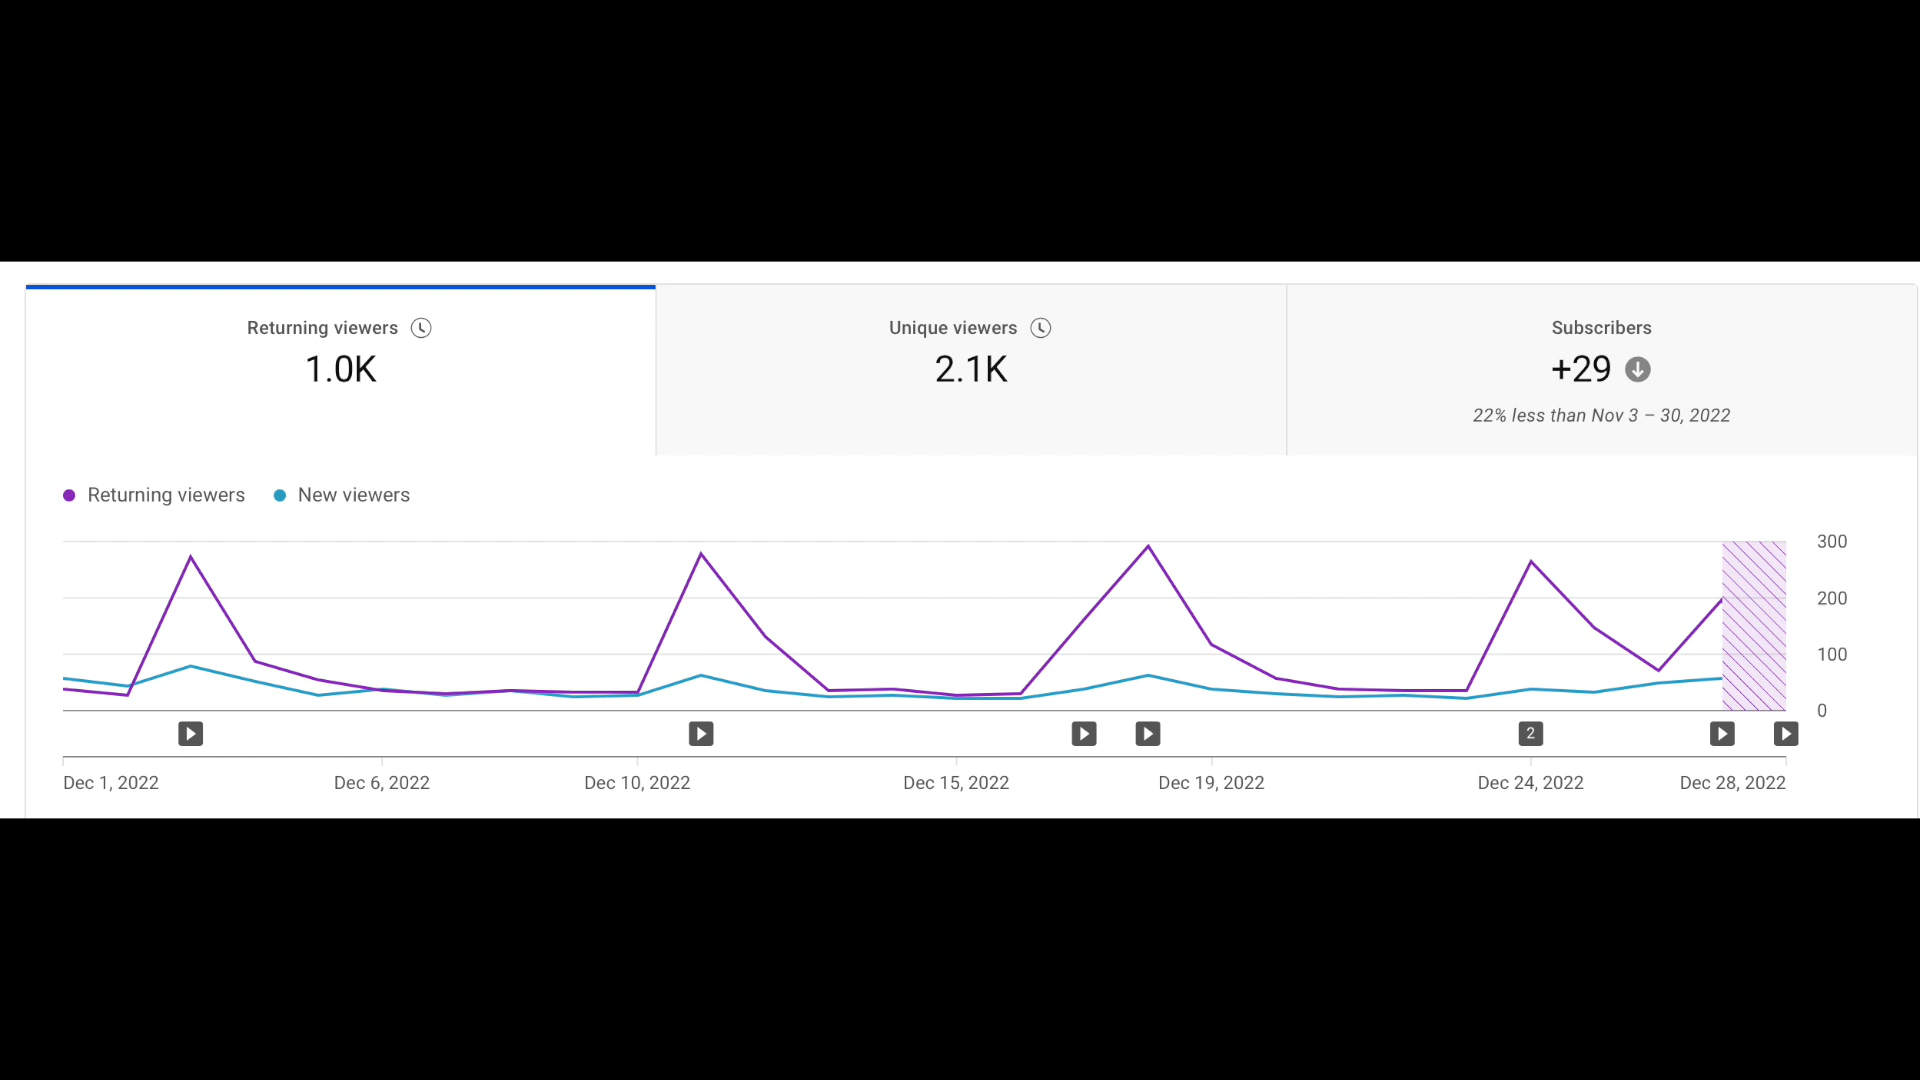 Returning viewers
1.0K
Unique viewers
2.1K
Subscribers
+29
22% less than Nov 3 – 30, 2022
Returning viewers New viewers
300
200
100
0
2
Dec 1, 2022 Dec 6, 2022 Dec 10, 2022 Dec 15, 2022 Dec 19, 2022 Dec 24, 2022 Dec 28, 2022